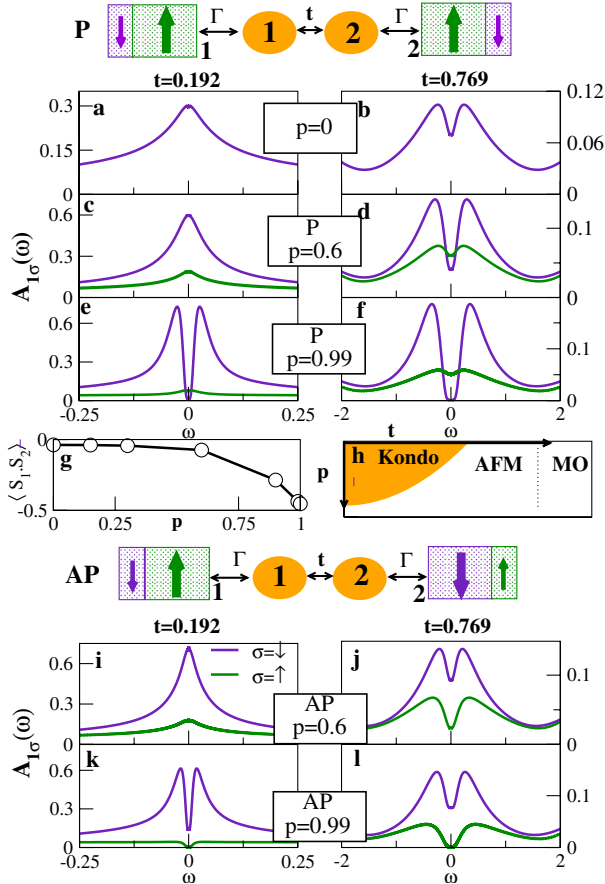 P
Γ
t
Γ
1
1
2
2
t=0.192
t=0.769
a
p=0
b
0.3
0.15
0
0.12
0.06
0
c
P
p=0.6
d
0.6
0.3
0
0.1
0
e
P
p=0.99
f
0.6
0.3
0
0.1
0
A1σ(ω)
-0.25
0
0.25
-2
0
2
ω
ω
g
0
-0.5
⟨ S1.S2⟩
0
0.25
0.5
0.75
1
p
t
p
h
Kondo
AFM
MO
AP
Γ
t
Γ
1
1
2
2
t=0.192
t=0.769
i
σ=↓
σ=↑
AP
p=0.6
j
0.6
0.3
0
0.1
0
k
AP
p=0.99
l
0.6
0.3
0
0.1
0
A1σ(ω)
-0.25
0
0.25
-2
0
2
ω
ω